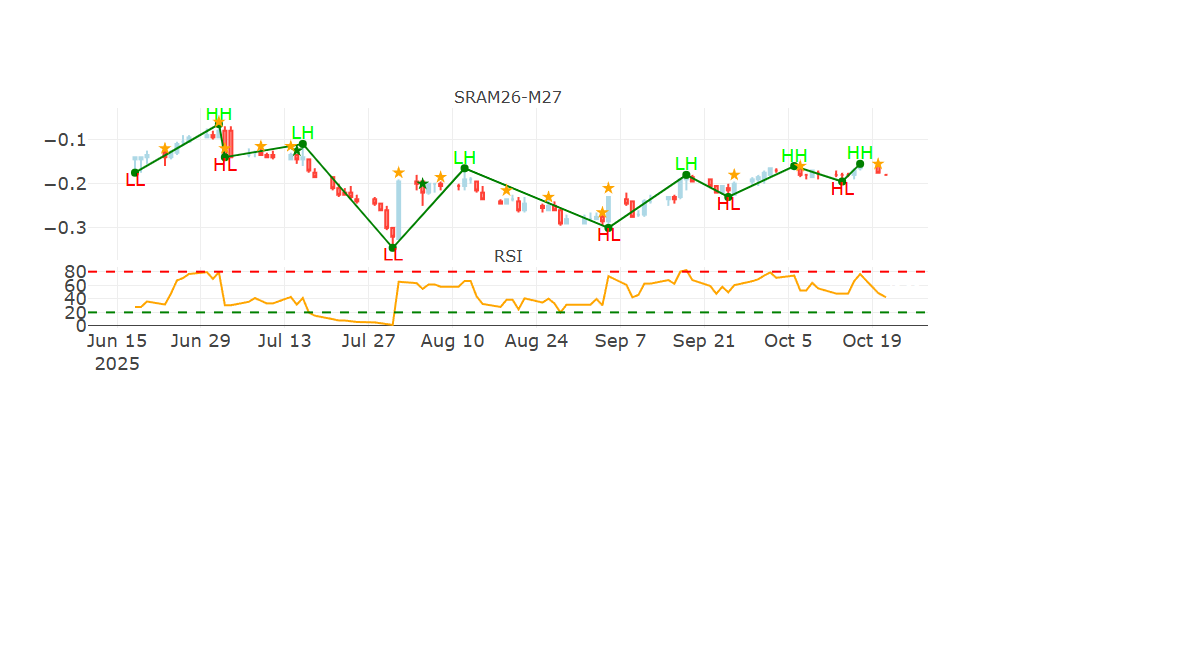 SRAM26-M27
HH
LH
−0.1
LH
HH
HH
HL
LH
LL
−0.2
HL
HL
−0.3
HL
LL
RSI
80
60
40
20
0
Jun 15 Jun 29 Jul 13 Jul 27 Aug 10 Aug 24 Sep 7 Sep 21 Oct 5 Oct 19
2025